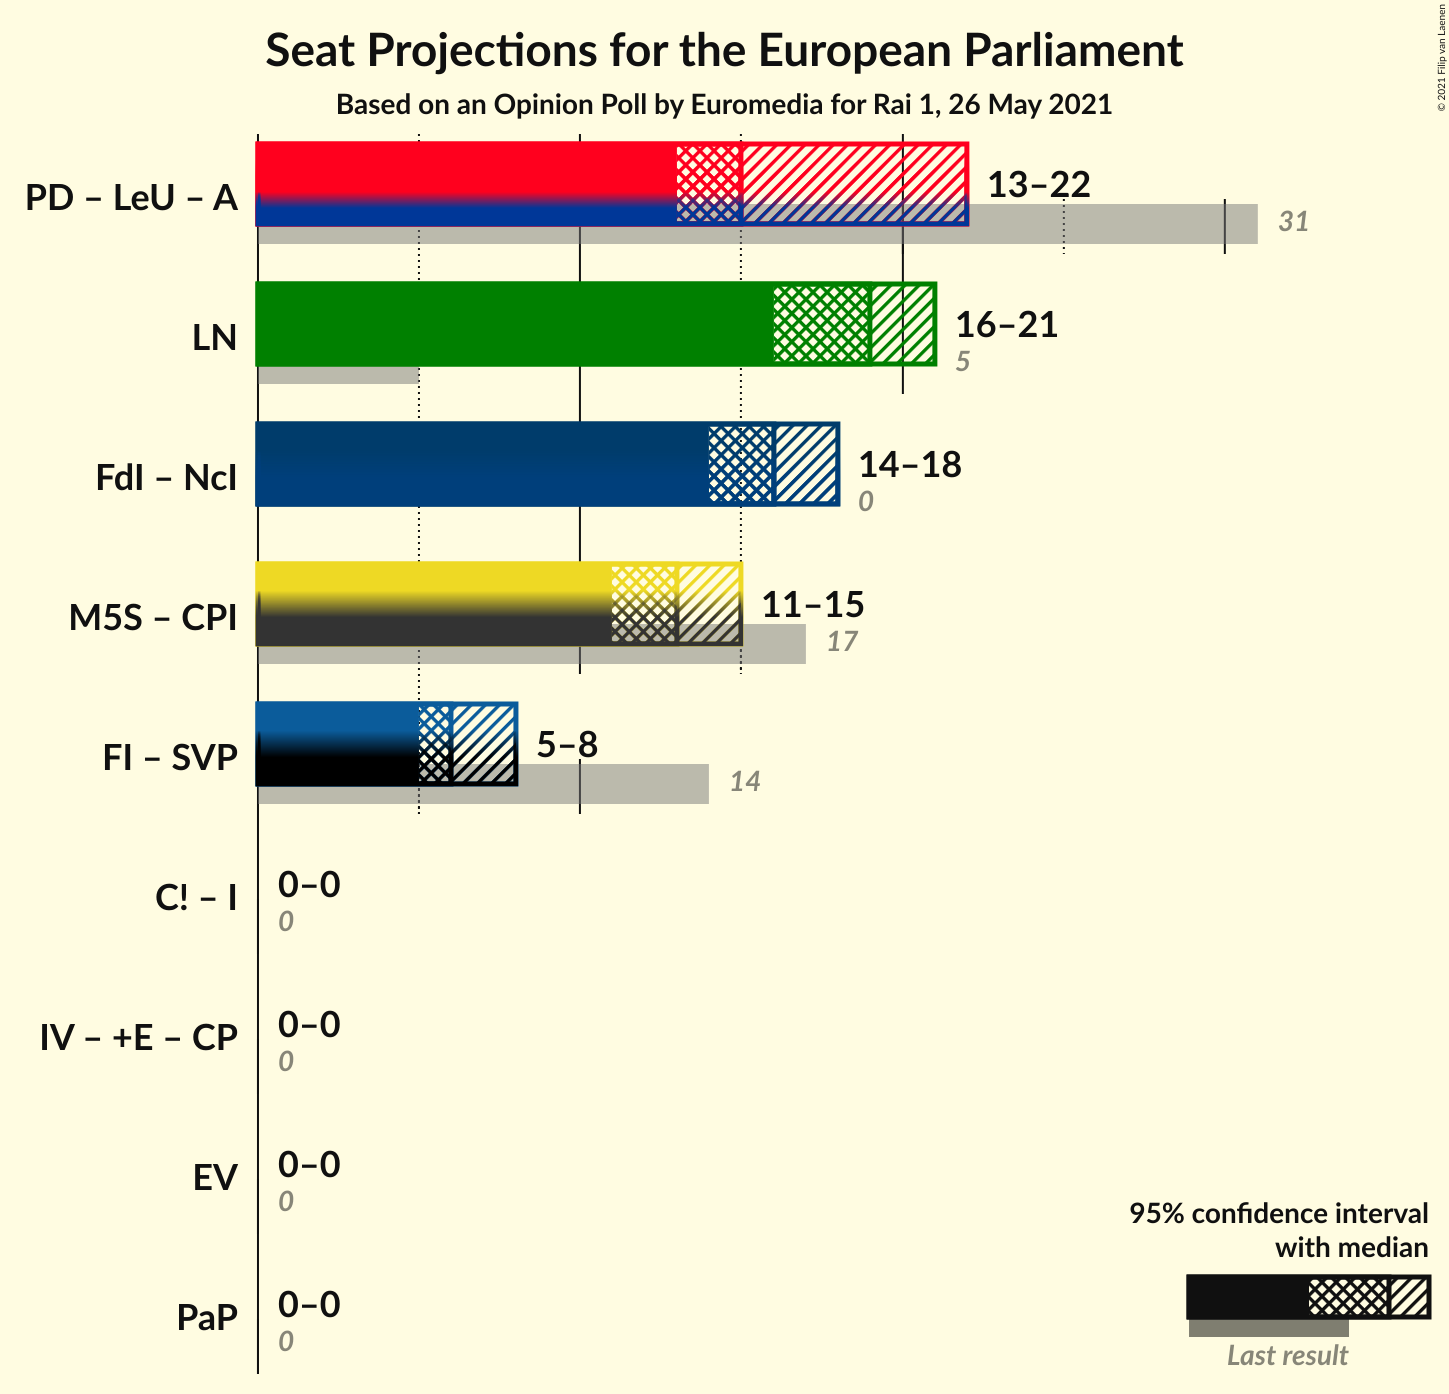 Seat Projections for the European Parliament
Based on an Opinion Poll by Euromedia for Rai 1, 26 May 2021
© 2021 Filip van Laenen
PD – LeU – A
13–22
31
LN
16–21
5
FdI – NcI
14–18
0
M5S – CPI
11–15
17
FI – SVP
5–8
14
C! – I
0–0
0
IV – +E – CP
0–0
0
EV
0–0
0
PaP
0–0
0
95% confidence interval
with median
Last result